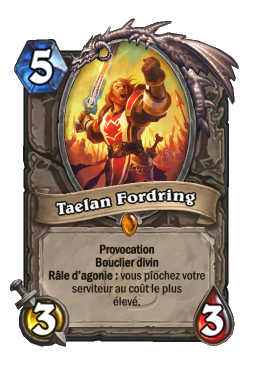 5
Taelan Fordring
Provocation
Bouclier divin
Râle d'agonie : vous piochez votre
serviteur au coût le plus
élevé.
3
3